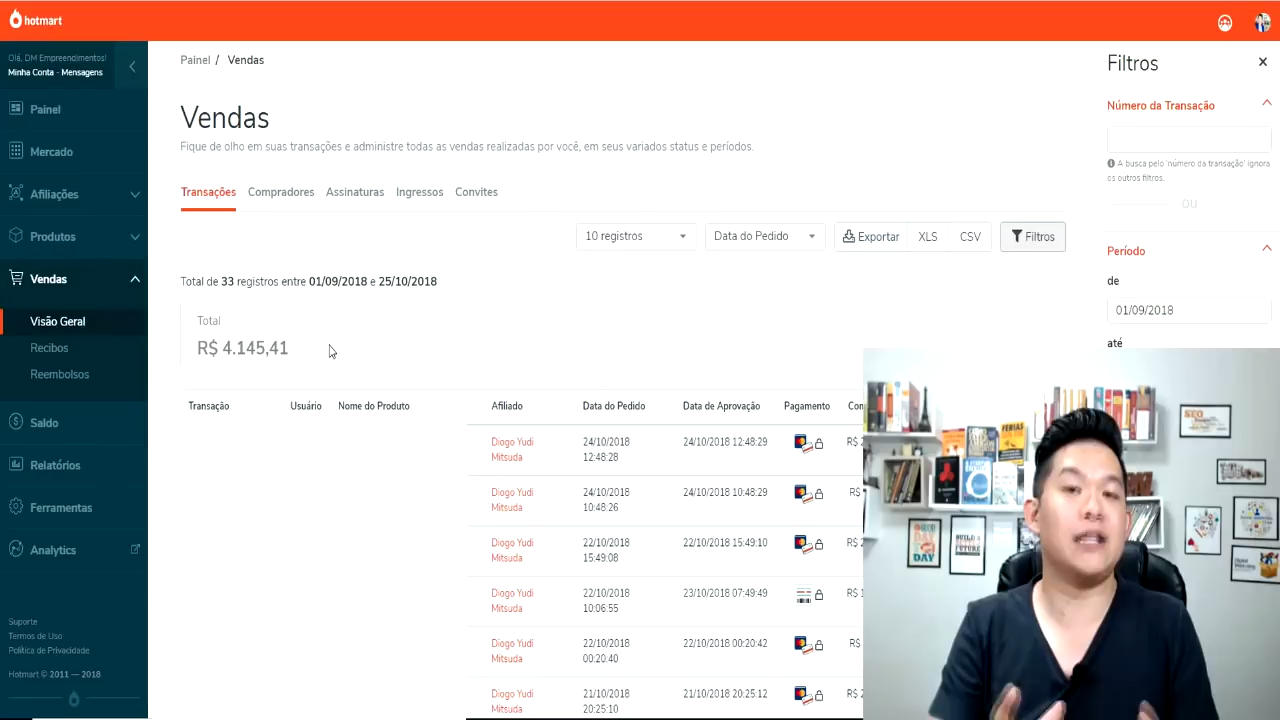 hotmart
Olá, DM Empreendimentos!
Minha Conta - Mensagens
Painel
Mercado
Afiliações
Produtos
Vendas
Visão Geral
Recibos
Reembolsos
Saldo
Relatórios
Ferramentas
Analytics
Suporte
Termos de Uso
Política de Privacidade
Hotmart © 2011 — 2018
Painel / Vendas
Vendas
Fique de olho em suas transações e administre todas as vendas realizadas por você, em seus variados status e períodos.
Transações Compradores Assinaturas Ingressos Convites
10 registros Data do Pedido Exportar XLS CSV Filtros
Total de 33 registros entre 01/09/2018 e 25/10/2018
Total
R$ 4.145,41
Transação Usuário Nome do Produto Afiliado Data do Pedido Data de Aprovação Pagamento
Diogo Yudi 24/10/2018 24/10/2018 12:48:29 R$
Mitsuda 12:48:28
Diogo Yudi 24/10/2018 24/10/2018 10:48:29 R$
Mitsuda 10:48:26
Diogo Yudi 22/10/2018 22/10/2018 15:49:10 R$
Mitsuda 15:49:08
Diogo Yudi 22/10/2018 23/10/2018 07:49:49 R$
Mitsuda 10:06:55
Diogo Yudi 22/10/2018 22/10/2018 00:20:42 R$
Mitsuda 00:20:40
Diogo Yudi 21/10/2018 21/10/2018 20:25:12 R$
Mitsuda 20:25:10
Filtros
Número da Transação
A busca pelo 'número da transação' ignora
os outros filtros.
OU
Período
de
01/09/2018
até
SEO
FÉRIAS
GOOD
DAY
BUILD
FUTURE